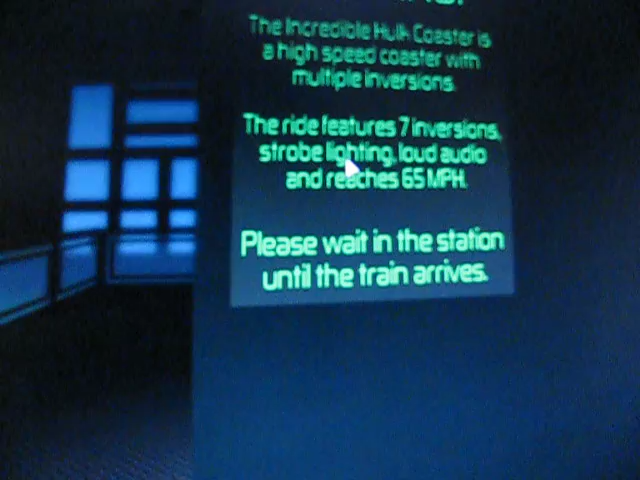 The Incredible Hulk Coaster is
a high speed coaster with
multiple inversions.
The ride features 7 inversions,
strobe lighting, loud audio
and reaches 65 MPH.
Please wait in the station
until the train arrives.